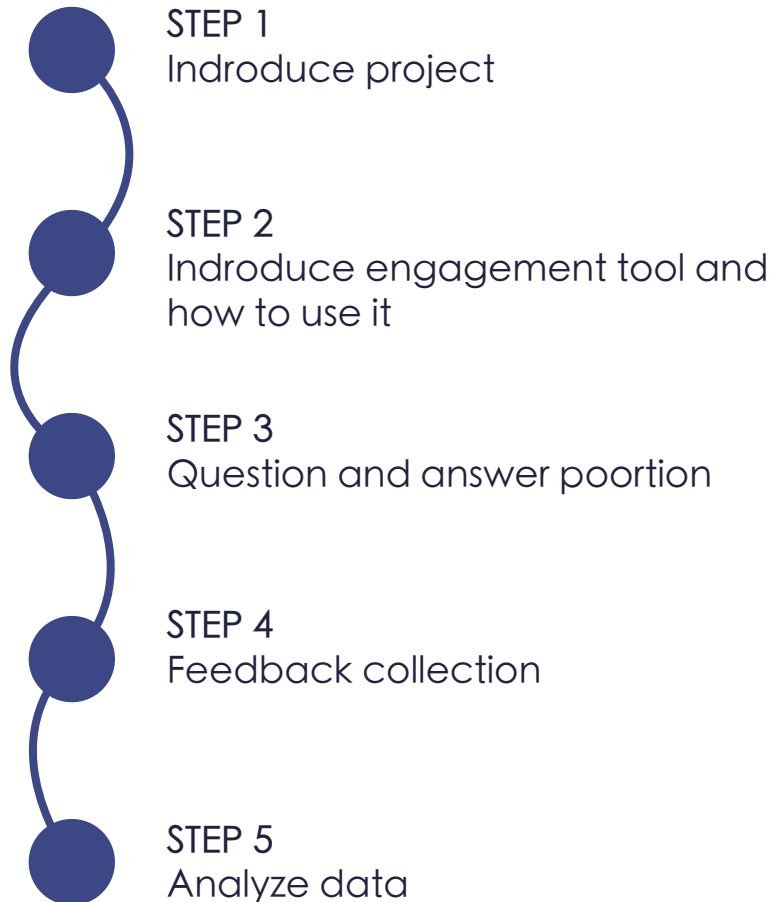 STEP 1
Indroduce project
STEP 2
Indroduce engagement tool and
how to use it
STEP 3
Question and answer poortion
STEP 4
Feedback collection
STEP 5
Analyze data